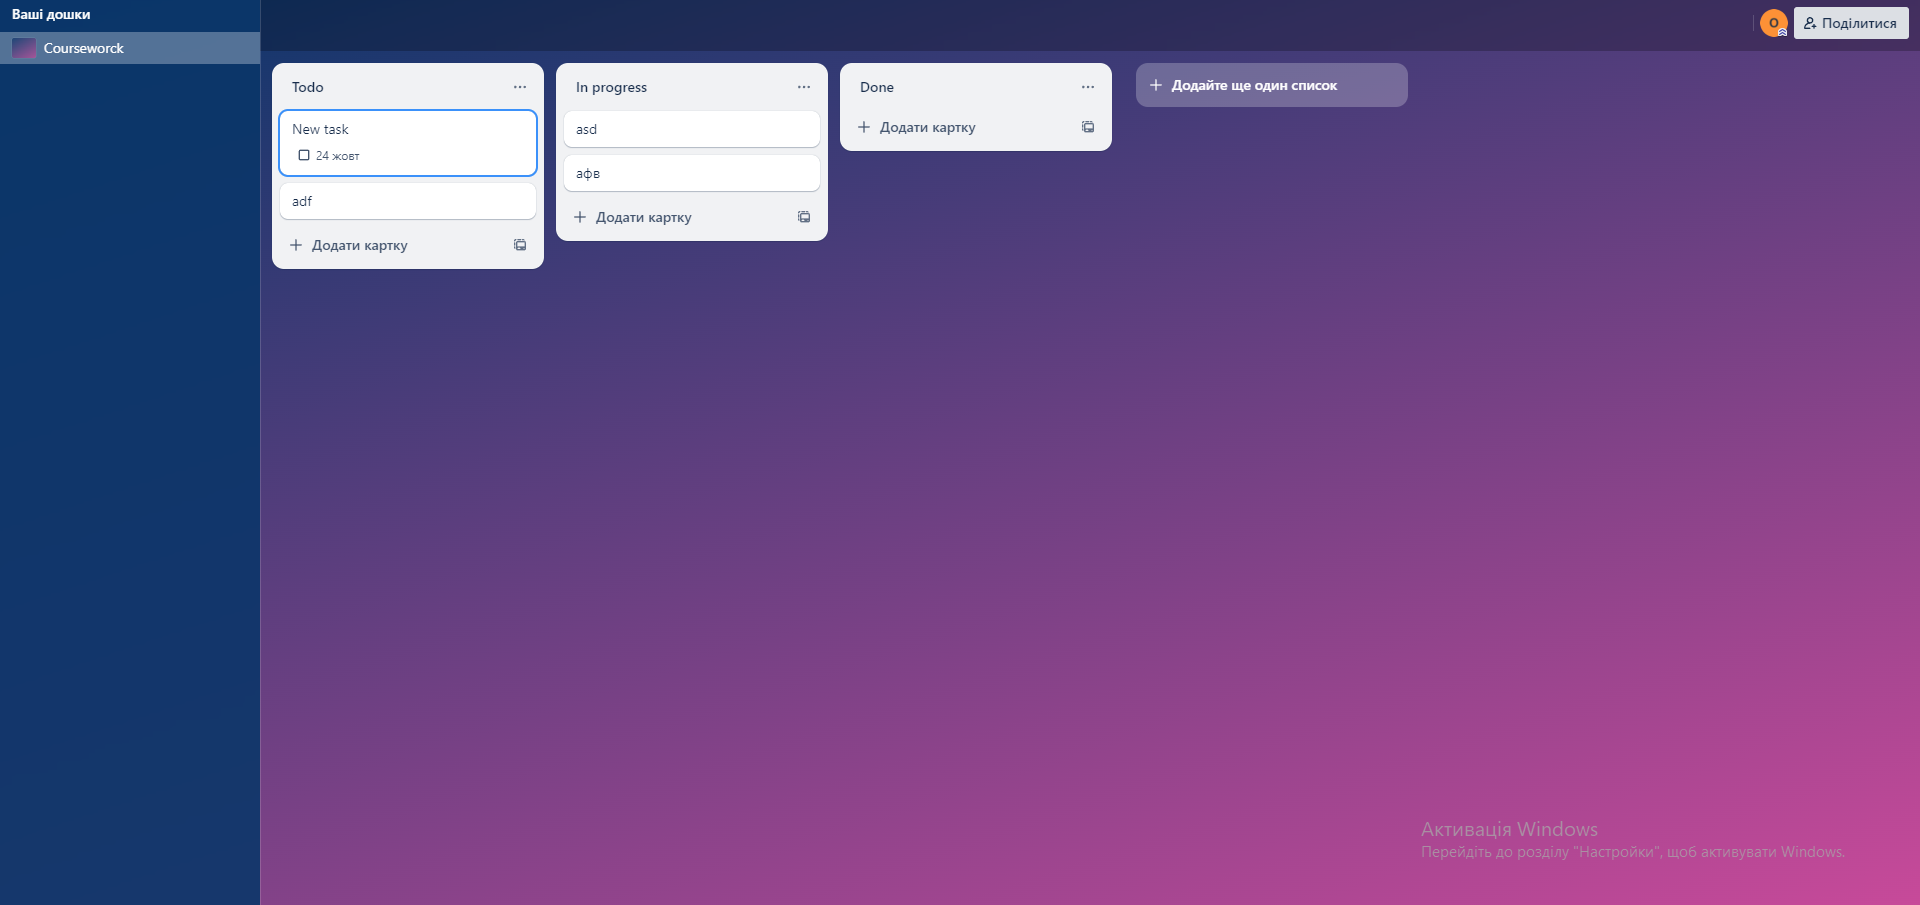 Ваші дошки
Courseworck
О
Поділитися
Todo
New task
24 жовт
adf
Додати картку
In progress
asd
афв
Додати картку
Done
Додати картку
Додайте ще один список
Активація Windows
Перейдіть до розділу "Настройки", щоб активувати Windows.